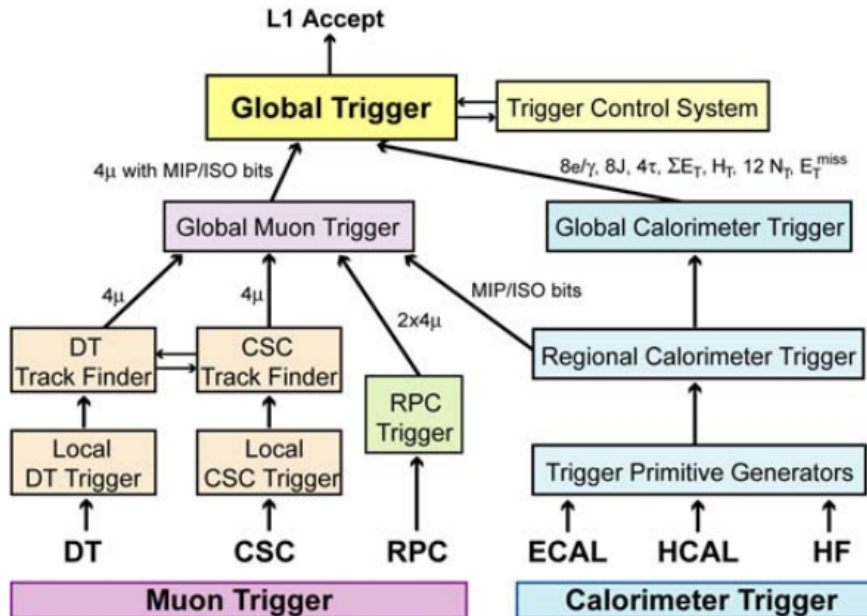 L1 Accept
Global Trigger
Trigger Control System
4μ with MIP/ISO bits
8e/γ, 8J, 4τ, ΣE_T, H_T, 12 N_T, E_T^miss
Global Muon Trigger
Global Calorimeter Trigger
4μ
4μ
2x4μ
MIP/ISO bits
DT
Track Finder
CSC
Track Finder
Regional Calorimeter Trigger
RPC
Trigger
Local
DT Trigger
Local
CSC Trigger
Trigger Primitive Generators
DT
CSC
RPC
ECAL
HCAL
HF
Muon Trigger
Calorimeter Trigger